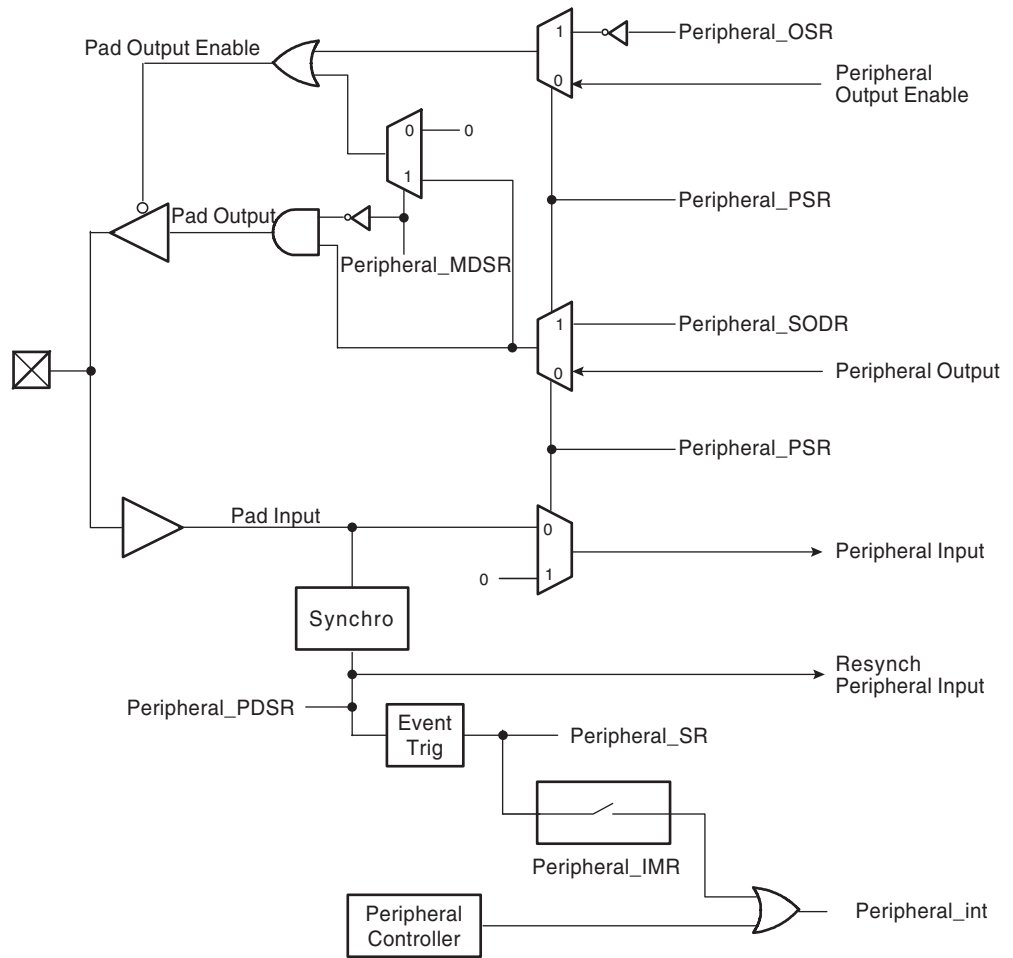 1
Peripheral_OSR
Pad Output Enable
0
Peripheral
Output Enable
0
0
1
Peripheral_PSR
Pad Output
Peripheral_MDSR
1
Peripheral_SODR
0
Peripheral Output
Peripheral_PSR
Pad Input
0
Peripheral Input
0
1
Synchro
Resynch
Peripheral Input
Peripheral_PDSR
Event
Trig
Peripheral_SR
Peripheral_IMR
Peripheral
Controller
Peripheral_int